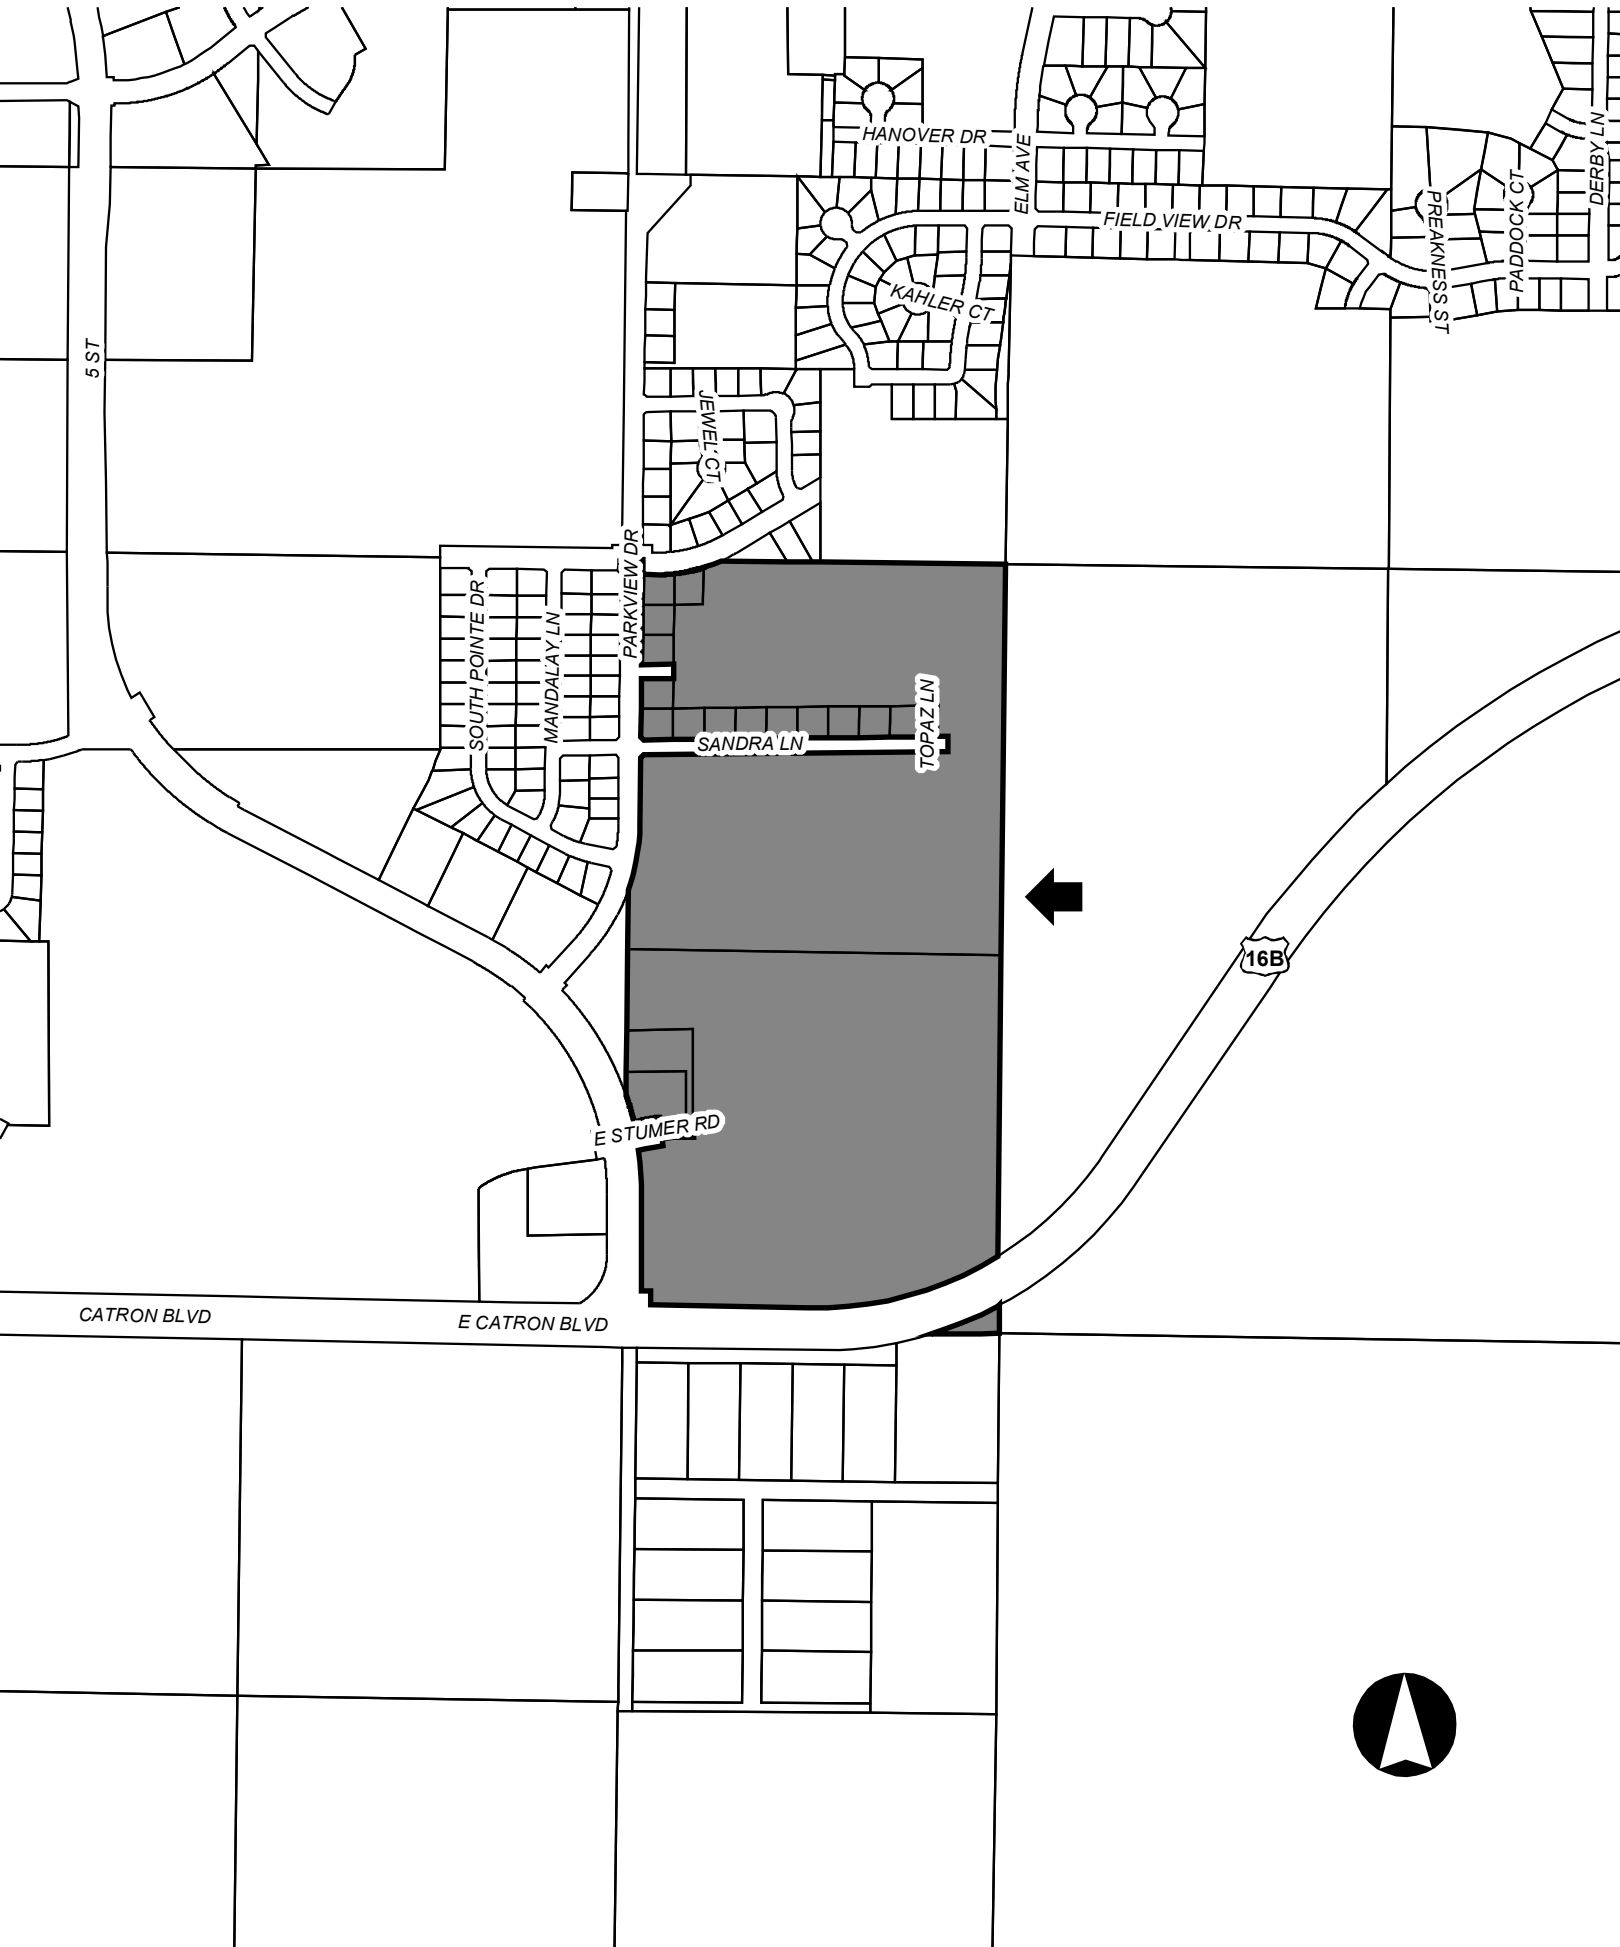 HANOVER DR
ELM AVE
DERBY LN
FIELD VIEW DR
PREAKNESS ST
PADDOCK CT
KAHLER CT
5 ST
JEWEL CT
PARKVIEW DR
SOUTH POINTE DR
MANDALAY LN
TOPAZ LN
SANDRA LN
16B
E STUMER RD
CATRON BLVD
E CATRON BLVD